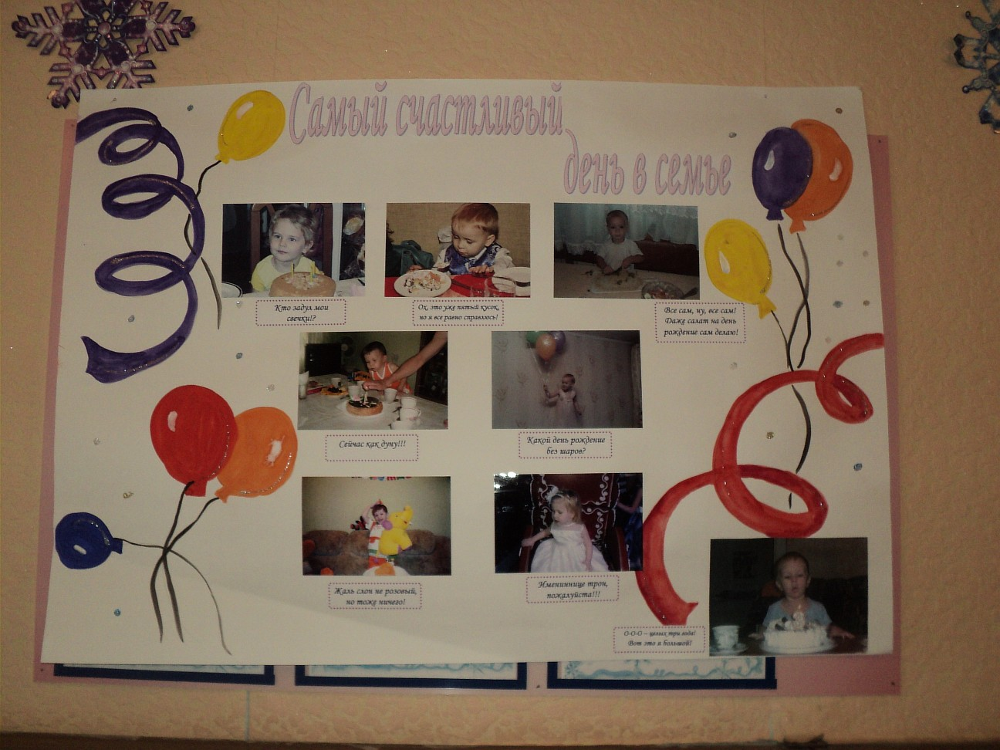 Самый счастливый
день в семье
Кто задул мои
свечки!?
Ох, это уже пятый кусок,
но я все равно справлюсь!
Все сам, ну, все сам!
Даже салат на день
рождение сам делаю!
Сейчас как дуну!!!
Какой день рождение
без шаров?
Жаль слон не розовый,
но тоже ничего!
Имениннице трон,
пожалуйста!!!
О-О-О – целых три года!
Вот это я большой!